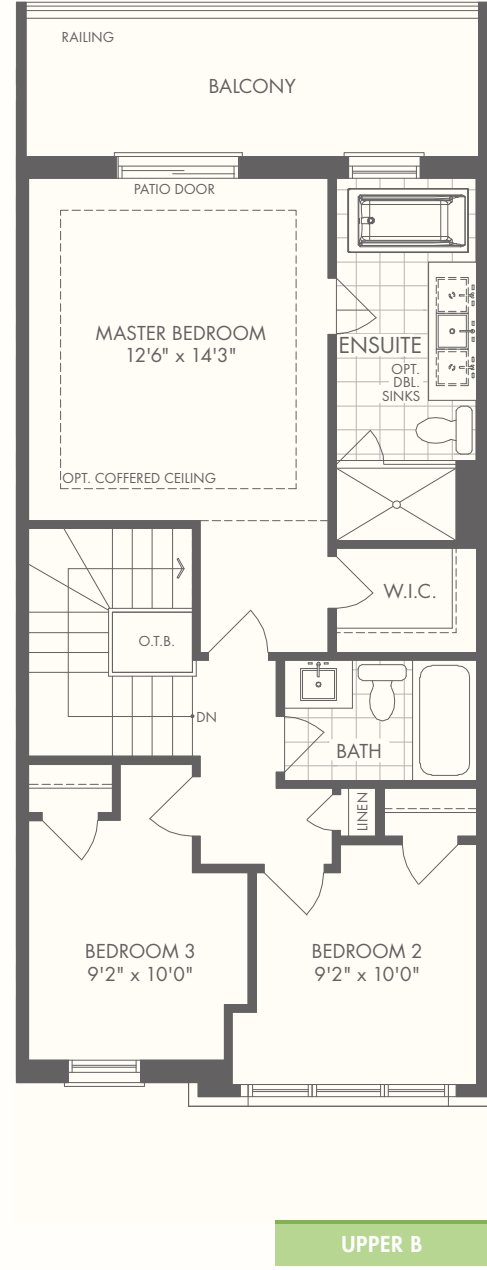 RAILING
BALCONY
PATIO DOOR
MASTER BEDROOM
12'6" x 14'3"
ENSUITE
OPT.
DBL.
SINKS
OPT. COFFERED CEILING
W.I.C.
O.T.B.
DN
BATH
LINEN
BEDROOM 3
9'2" x 10'0"
BEDROOM 2
9'2" x 10'0"
UPPER B